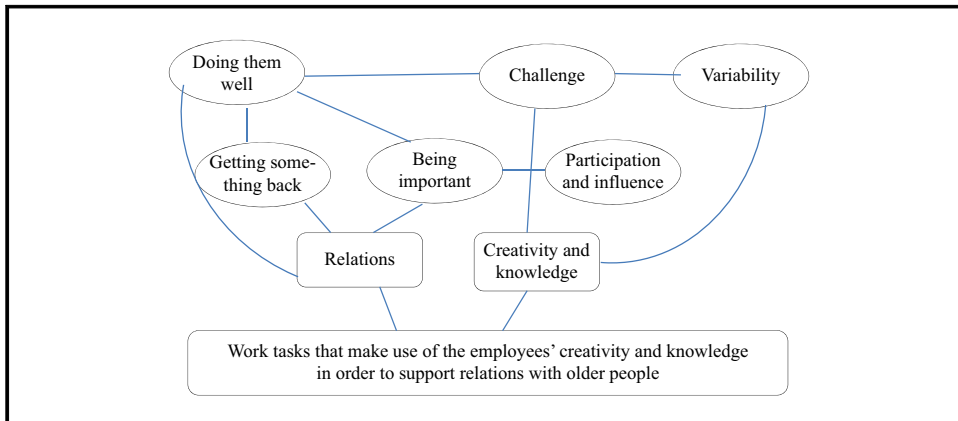 Doing them
well
Challenge
Variability
Getting some-
thing back
Being
important
Participation
and influence
Relations
Creativity and
knowledge
Work tasks that make use of the employees’ creativity and knowledge
in order to support relations with older people